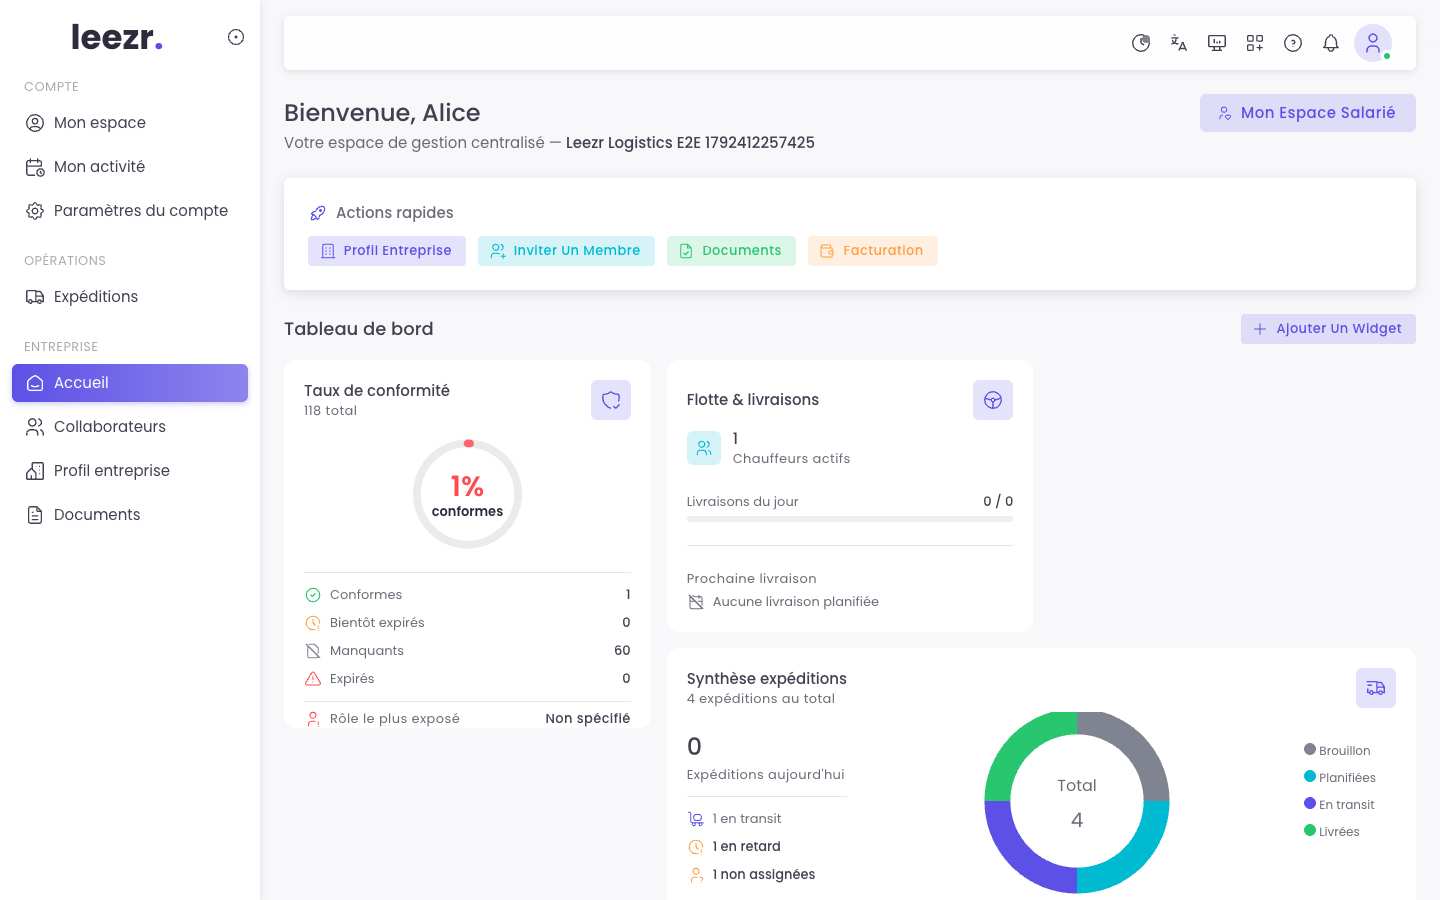 leezr.
COMPTE
Mon espace
Mon activité
Paramètres du compte
OPÉRATIONS
Expéditions
ENTREPRISE
Accueil
Collaborateurs
Profil entreprise
Documents
Bienvenue, Alice
Votre espace de gestion centralisé — Leezr Logistics E2E 1792412257425
Mon Espace Salarié
Actions rapides
Profil Entreprise
Inviter Un Membre
Documents
Facturation
Tableau de bord
Ajouter Un Widget
Taux de conformité
118 total
1%
conformes
Conformes 1
Bientôt expirés 0
Manquants 60
Expirés 0
Rôle le plus exposé Non spécifié
Flotte & livraisons
1
Chauffeurs actifs
Livraisons du jour 0 / 0
Prochaine livraison
Aucune livraison planifiée
Synthèse expéditions
4 expéditions au total
0
Expéditions aujourd'hui
1 en transit
1 en retard
1 non assignées
Total
4
Brouillon
Planifiées
En transit
Livrées